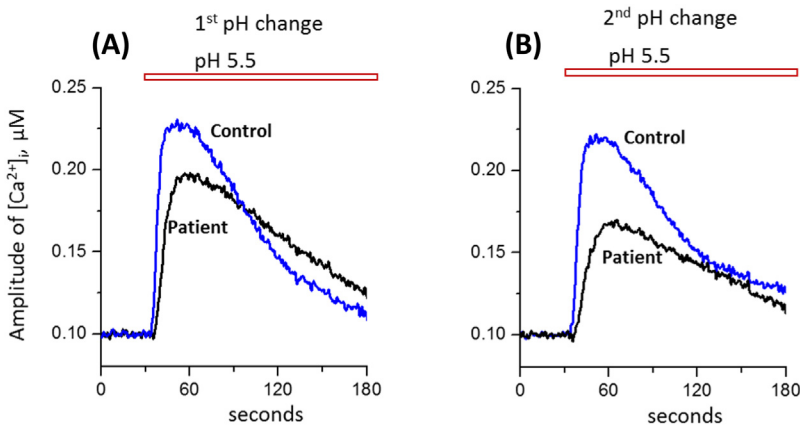 (A)
1st pH change
pH 5.5
0.25
0.20
0.15
0.10
Amplitude of [Ca2+]i, µM
Control
Patient
0
60
120
180
seconds
(B)
2nd pH change
pH 5.5
0.25
0.20
0.15
0.10
Control
Patient
0
60
120
180
seconds